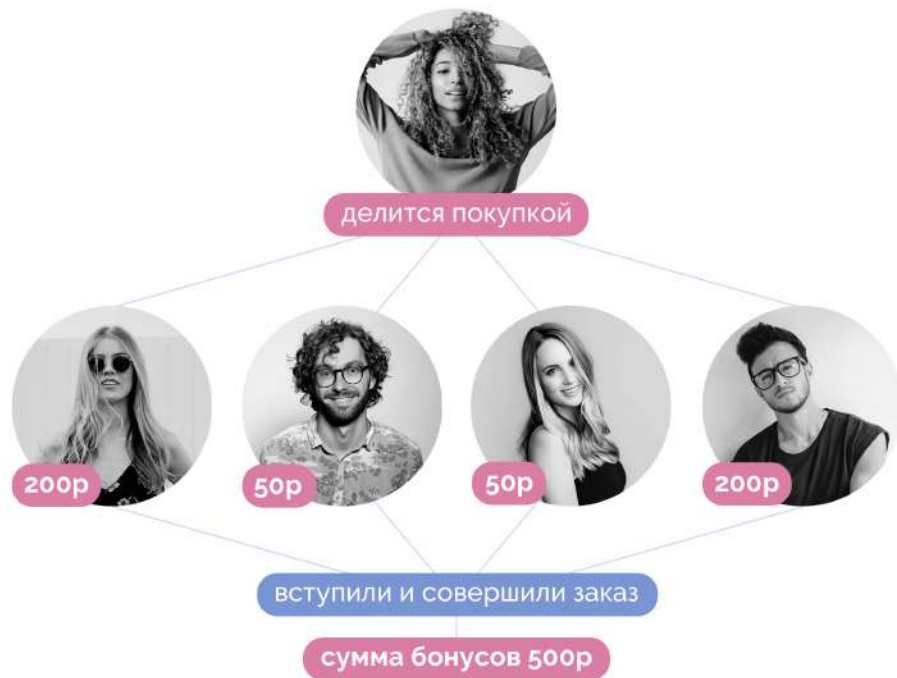 делится покупкой
200р
50р
50р
200р
вступили и совершили заказ
сумма бонусов 500р